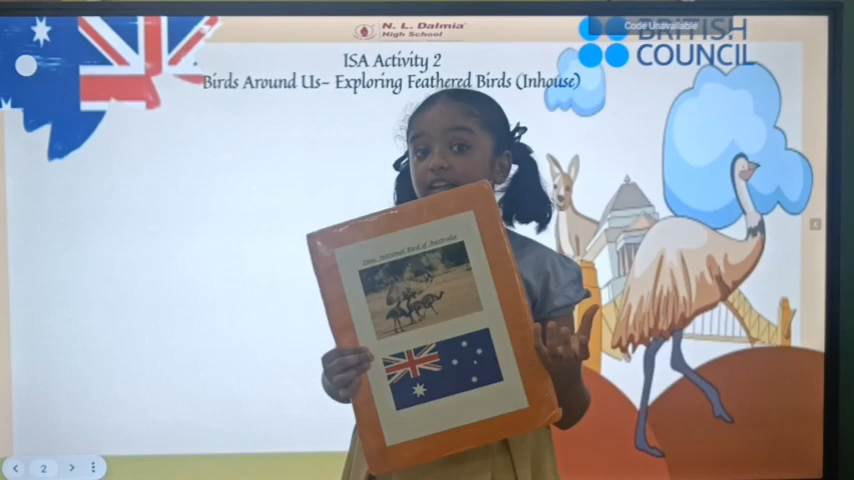 N. L. Dalmia
High School
Code Unavailable
BRITISH
COUNCIL
ISA Activity 2
Birds Around Us- Exploring Feathered Birds (Inhouse)
National Bird of Australia
2